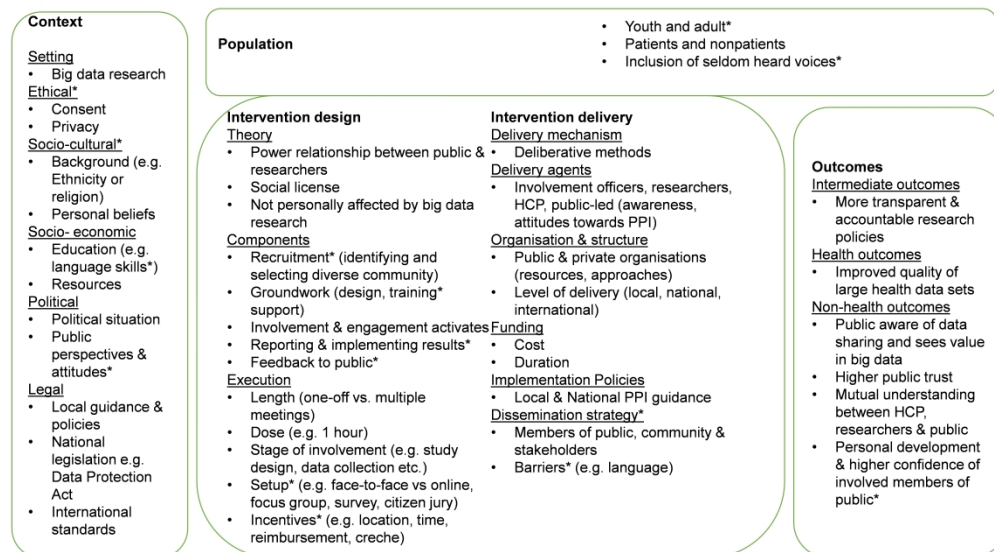 Context
Setting
• Big data research
Ethical*
• Consent
• Privacy
Socio-cultural*
• Background (e.g.
Ethnicity or
religion)
• Personal beliefs
Socio- economic
• Education (e.g.
language skills*)
• Resources
Political
• Political situation
• Public
perspectives &
attitudes*
Legal
• Local guidance &
policies
• National
legislation e.g.
Data Protection
Act
• International
standards
Population
• Youth and adult*
• Patients and nonpatients
• Inclusion of seldom heard voices*
Intervention design
Theory
• Power relationship between public &
researchers
• Social license
• Not personally affected by big data
research
Components
• Recruitment* (identifying and
selecting diverse community)
• Groundwork (design, training*
support)
• Involvement & engagement activates
• Reporting & implementing results*
• Feedback to public*
Execution
• Length (one-off vs. multiple
meetings)
• Dose (e.g. 1 hour)
• Stage of involvement (e.g. study
design, data collection etc.)
• Setup* (e.g. face-to-face vs online,
focus group, survey, citizen jury)
• Incentives* (e.g. location, time,
reimbursement, creche)
Intervention delivery
Delivery mechanism
• Deliberative methods
Delivery agents
• Involvement officers, researchers,
HCP, public-led (awareness,
attitudes towards PPI)
Organisation & structure
• Public & private organisations
(resources, approaches)
• Level of delivery (local, national,
international)
Funding
• Cost
• Duration
Implementation Policies
• Local & National PPI guidance
Dissemination strategy*
• Members of public, community &
stakeholders
• Barriers* (e.g. language)
Outcomes
Intermediate outcomes
• More transparent &
accountable research
policies
Health outcomes
• Improved quality of
large health data sets
Non-health outcomes
• Public aware of data
sharing and sees value
in big data
• Higher public trust
• Mutual understanding
between HCP,
researchers & public
• Personal development
& higher confidence of
involved members of
public*